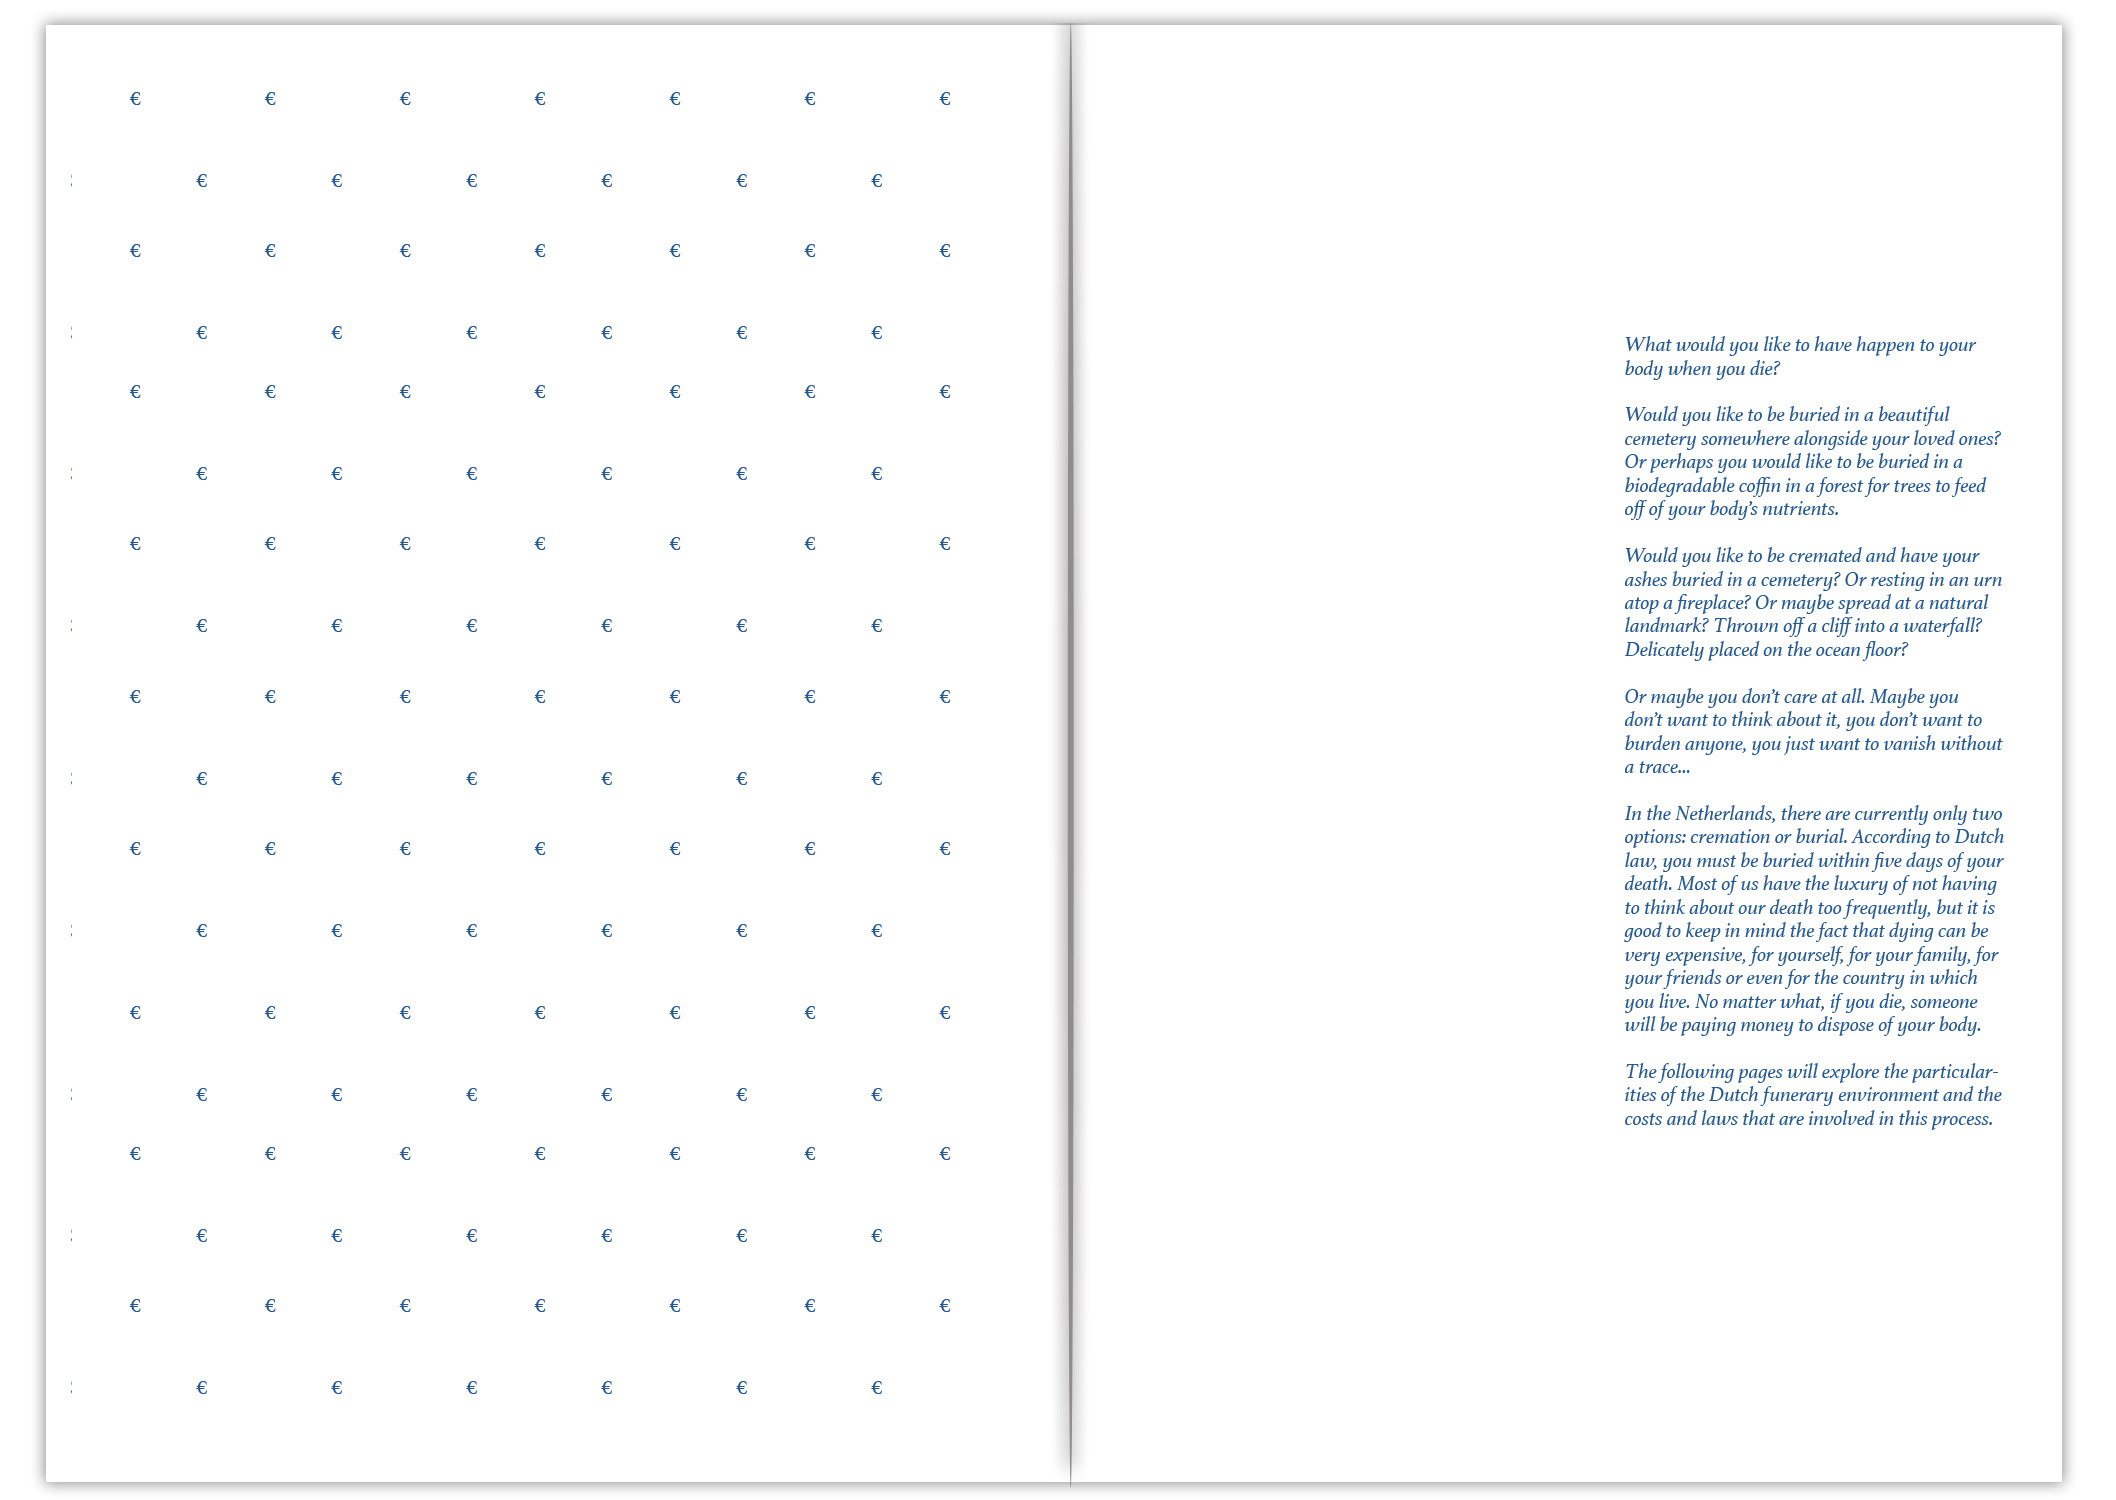 € € € € € € €
€ € € € € €
€ € € € € € €
€ € € € € €
€ € € € € € €
€ € € € € €
€ € € € € € €
€ € € € € €
€ € € € € € €
€ € € € € €
€ € € € € € €
€ € € € € €
€ € € € € € €
€ € € € € €
€ € € € € € €
€ € € € € €
€ € € € € € €
€ € € € € €
What would you like to have happen to your
body when you die?
Would you like to be buried in a beautiful
cemetery somewhere alongside your loved ones?
Or perhaps you would like to be buried in a
biodegradable coffin in a forest for trees to feed
off of your body’s nutrients.
Would you like to be cremated and have your
ashes buried in a cemetery? Or resting in an urn
atop a fireplace? Or maybe spread at a natural
landmark? Thrown off a cliff into a waterfall?
Delicately placed on the ocean floor?
Or maybe you don’t care at all. Maybe you
don’t want to think about it, you don’t want to
burden anyone, you just want to vanish without
a trace...
In the Netherlands, there are currently only two
options: cremation or burial. According to Dutch
law, you must be buried within five days of your
death. Most of us have the luxury of not having
to think about our death too frequently, but it is
good to keep in mind the fact that dying can be
very expensive, for yourself, for your family, for
your friends or even for the country in which
you live. No matter what, if you die, someone
will be paying money to dispose of your body.
The following pages will explore the particular-
ities of the Dutch funerary environment and the
costs and laws that are involved in this process.